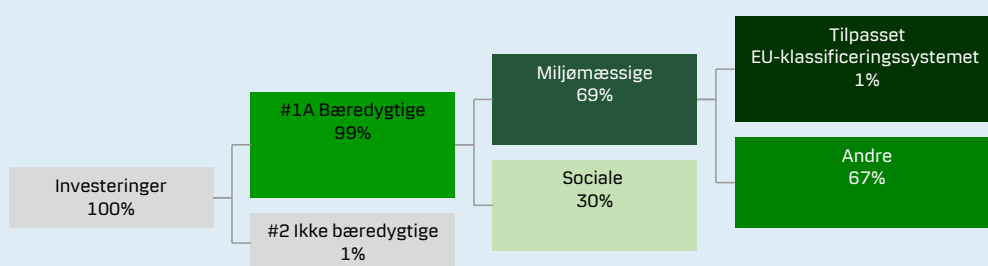 Investeringer
100%
#1A Bæredygtige
99%
#2 Ikke bæredygtige
1%
Miljømæssige
69%
Sociale
30%
Tilpasset
EU-klassificeringssystemet
1%
Andre
67%